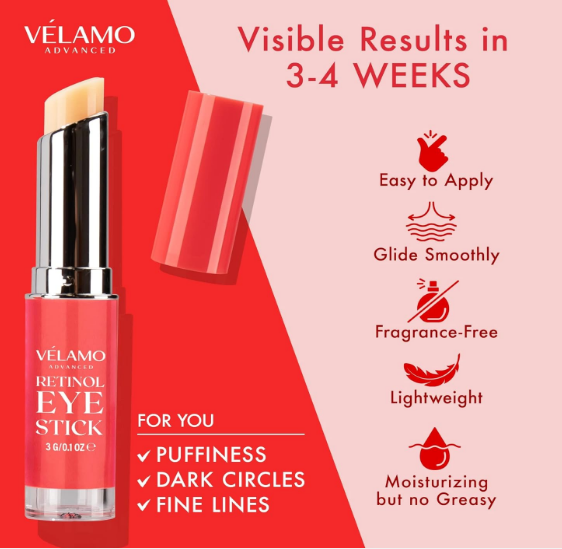 VÉLAMO
ADVANCED
Visible Results in
3-4 WEEKS
Easy to Apply
Glide Smoothly
Fragrance-Free
Lightweight
Moisturizing
but no Greasy
VÉLAMO
ADVANCED
RETINOL
EYE
STICK
3 G/0.1 OZ ℮
FOR YOU
✓ PUFFINESS
✓ DARK CIRCLES
✓ FINE LINES